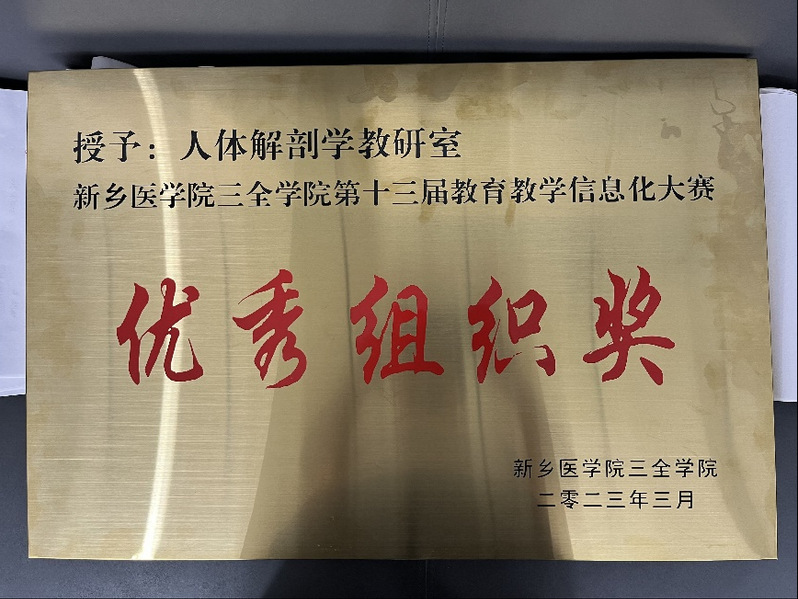 授予：人体解剖学教研室
新乡医学院三全学院第十三届教育教学信息化大赛
优秀组织奖
新乡医学院三全学院
二零二三年三月